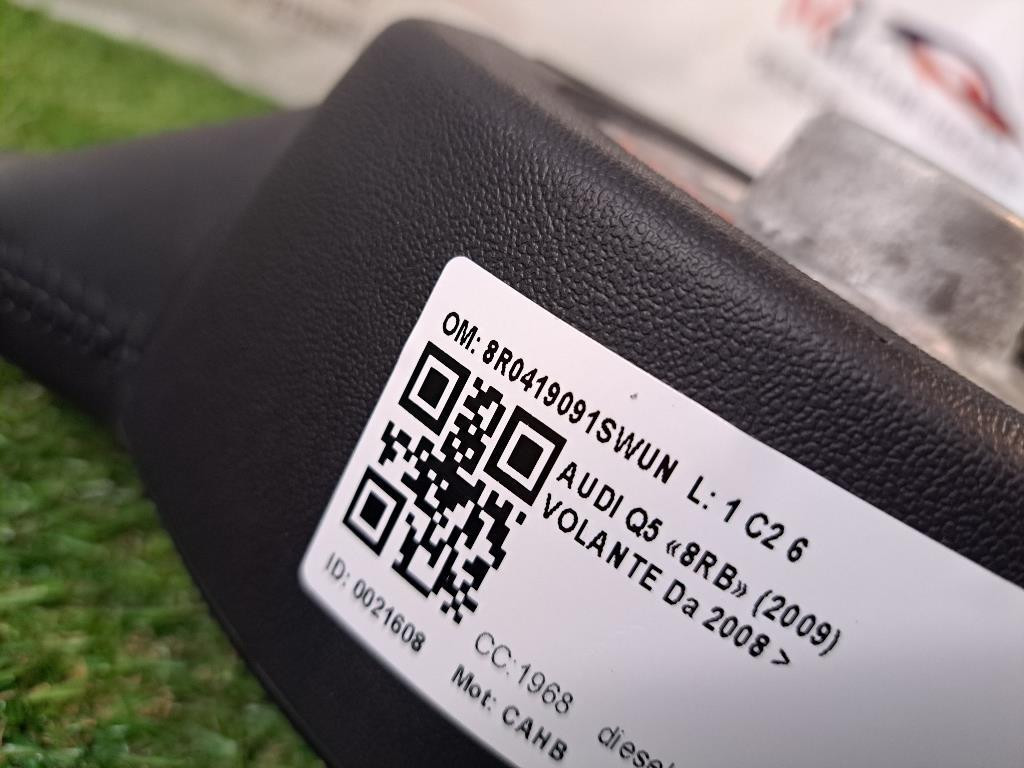 OM: 8R0419091SWUN L: 1 C2 6
AUDI Q5 «8RB» (2009)
VOLANTE Da 2008 >
ID: 0021608
CC:1968 diesel
Mot: CAHB